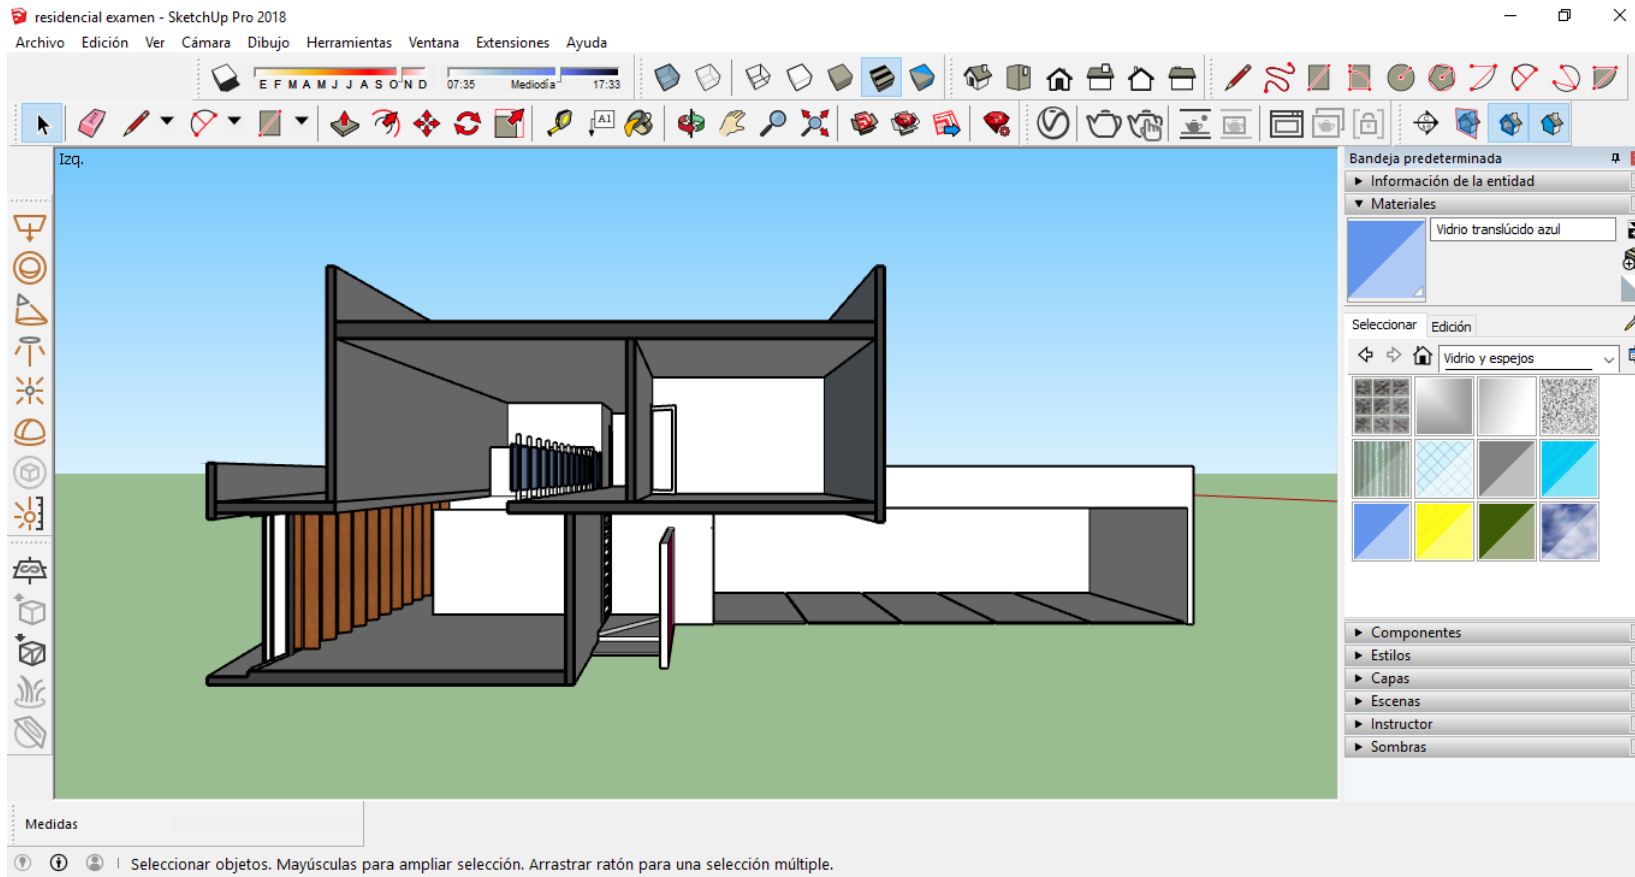 residencial examen - SketchUp Pro 2018
Archivo Edición Ver Cámara Dibujo Herramientas Ventana Extensiones Ayuda
E F M A M J J A S O N D 07:35 Mediodía 17:33
A1
Izq.
Bandeja predeterminada
Información de la entidad
Materiales
Vidrio translúcido azul
Seleccionar Edición
Vidrio y espejos
Componentes
Estilos
Capas
Escenas
Instructor
Sombras
Medidas
Seleccionar objetos. Mayúsculas para ampliar selección. Arrastrar ratón para una selección múltiple.